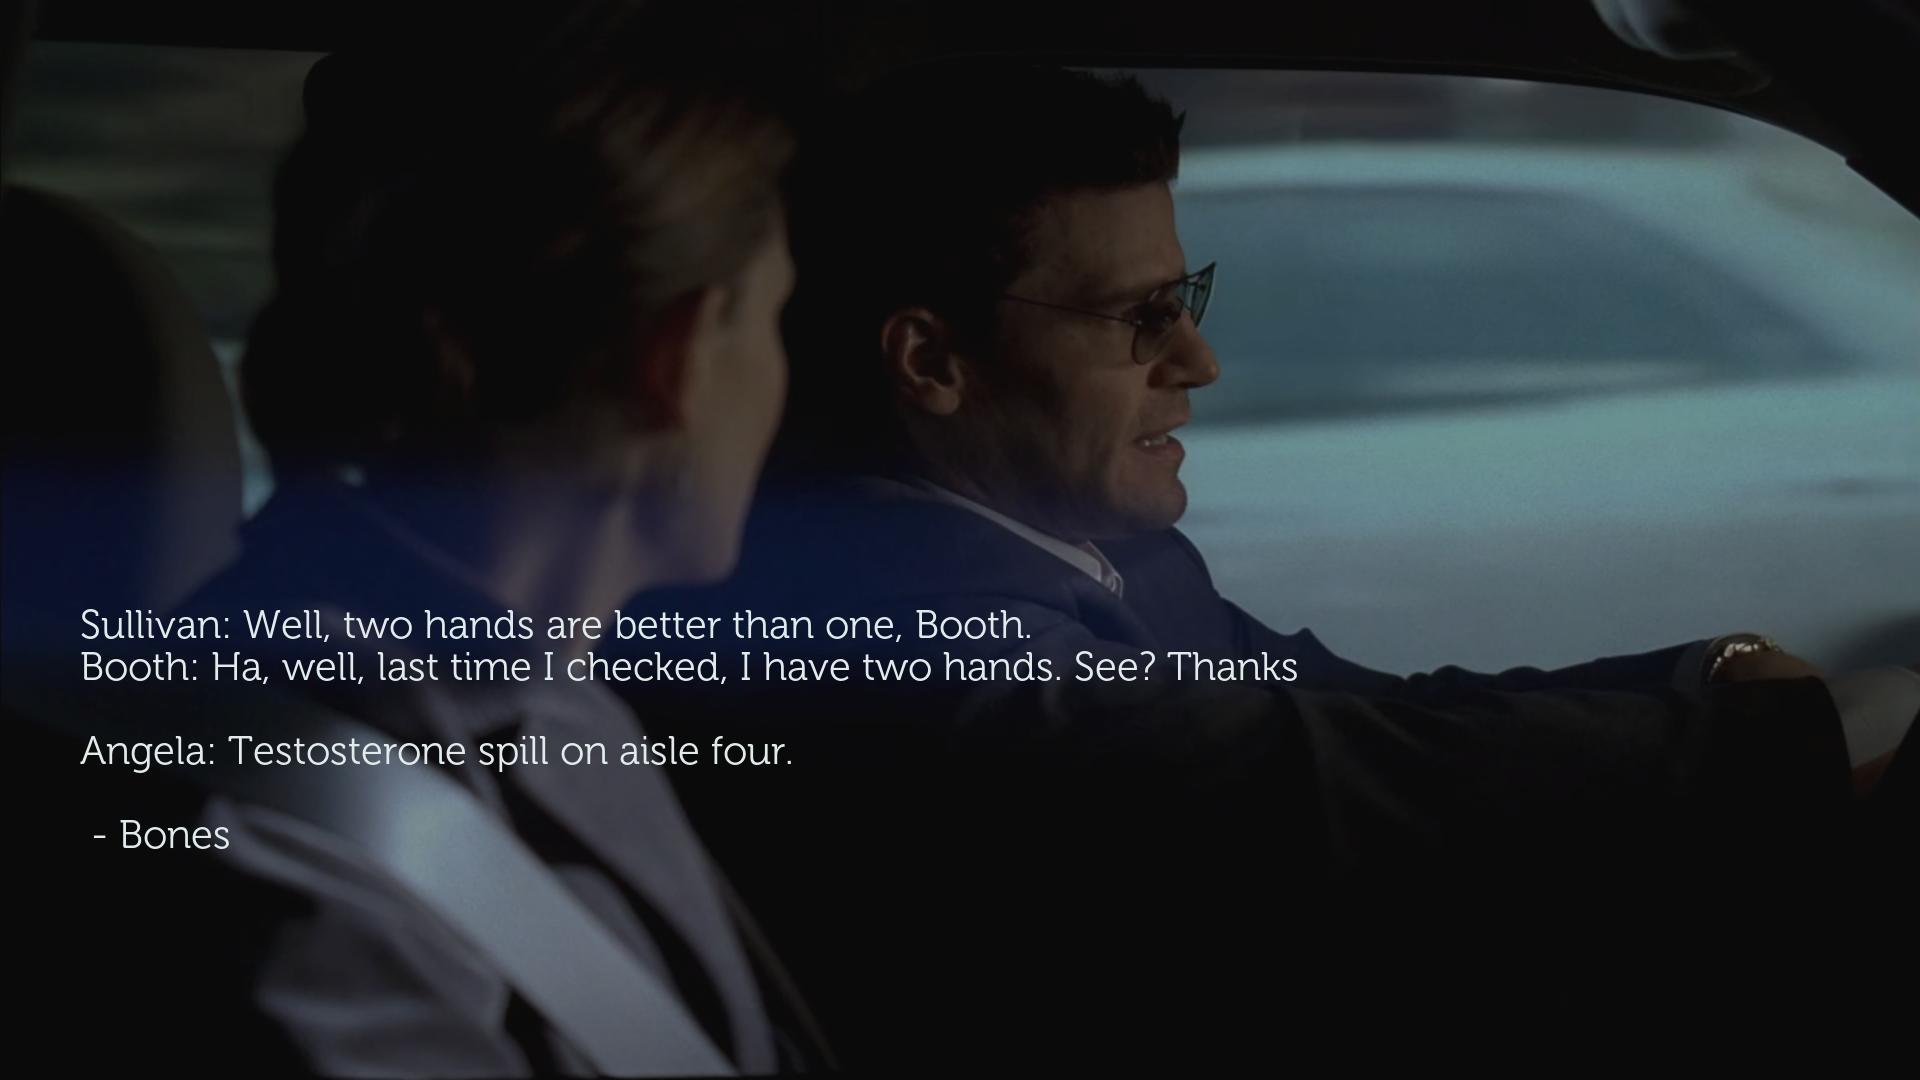 Sullivan: Well, two hands are better than one, Booth.
Booth: Ha, well, last time I checked, I have two hands. See? Thanks
Angela: Testosterone spill on aisle four.
- Bones